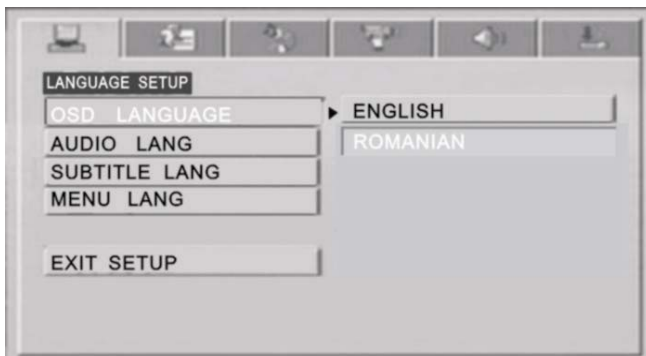 LANGUAGE SETUP
OSD LANGUAGE
ENGLISH
ROMANIAN
AUDIO LANG
SUBTITLE LANG
MENU LANG
EXIT SETUP